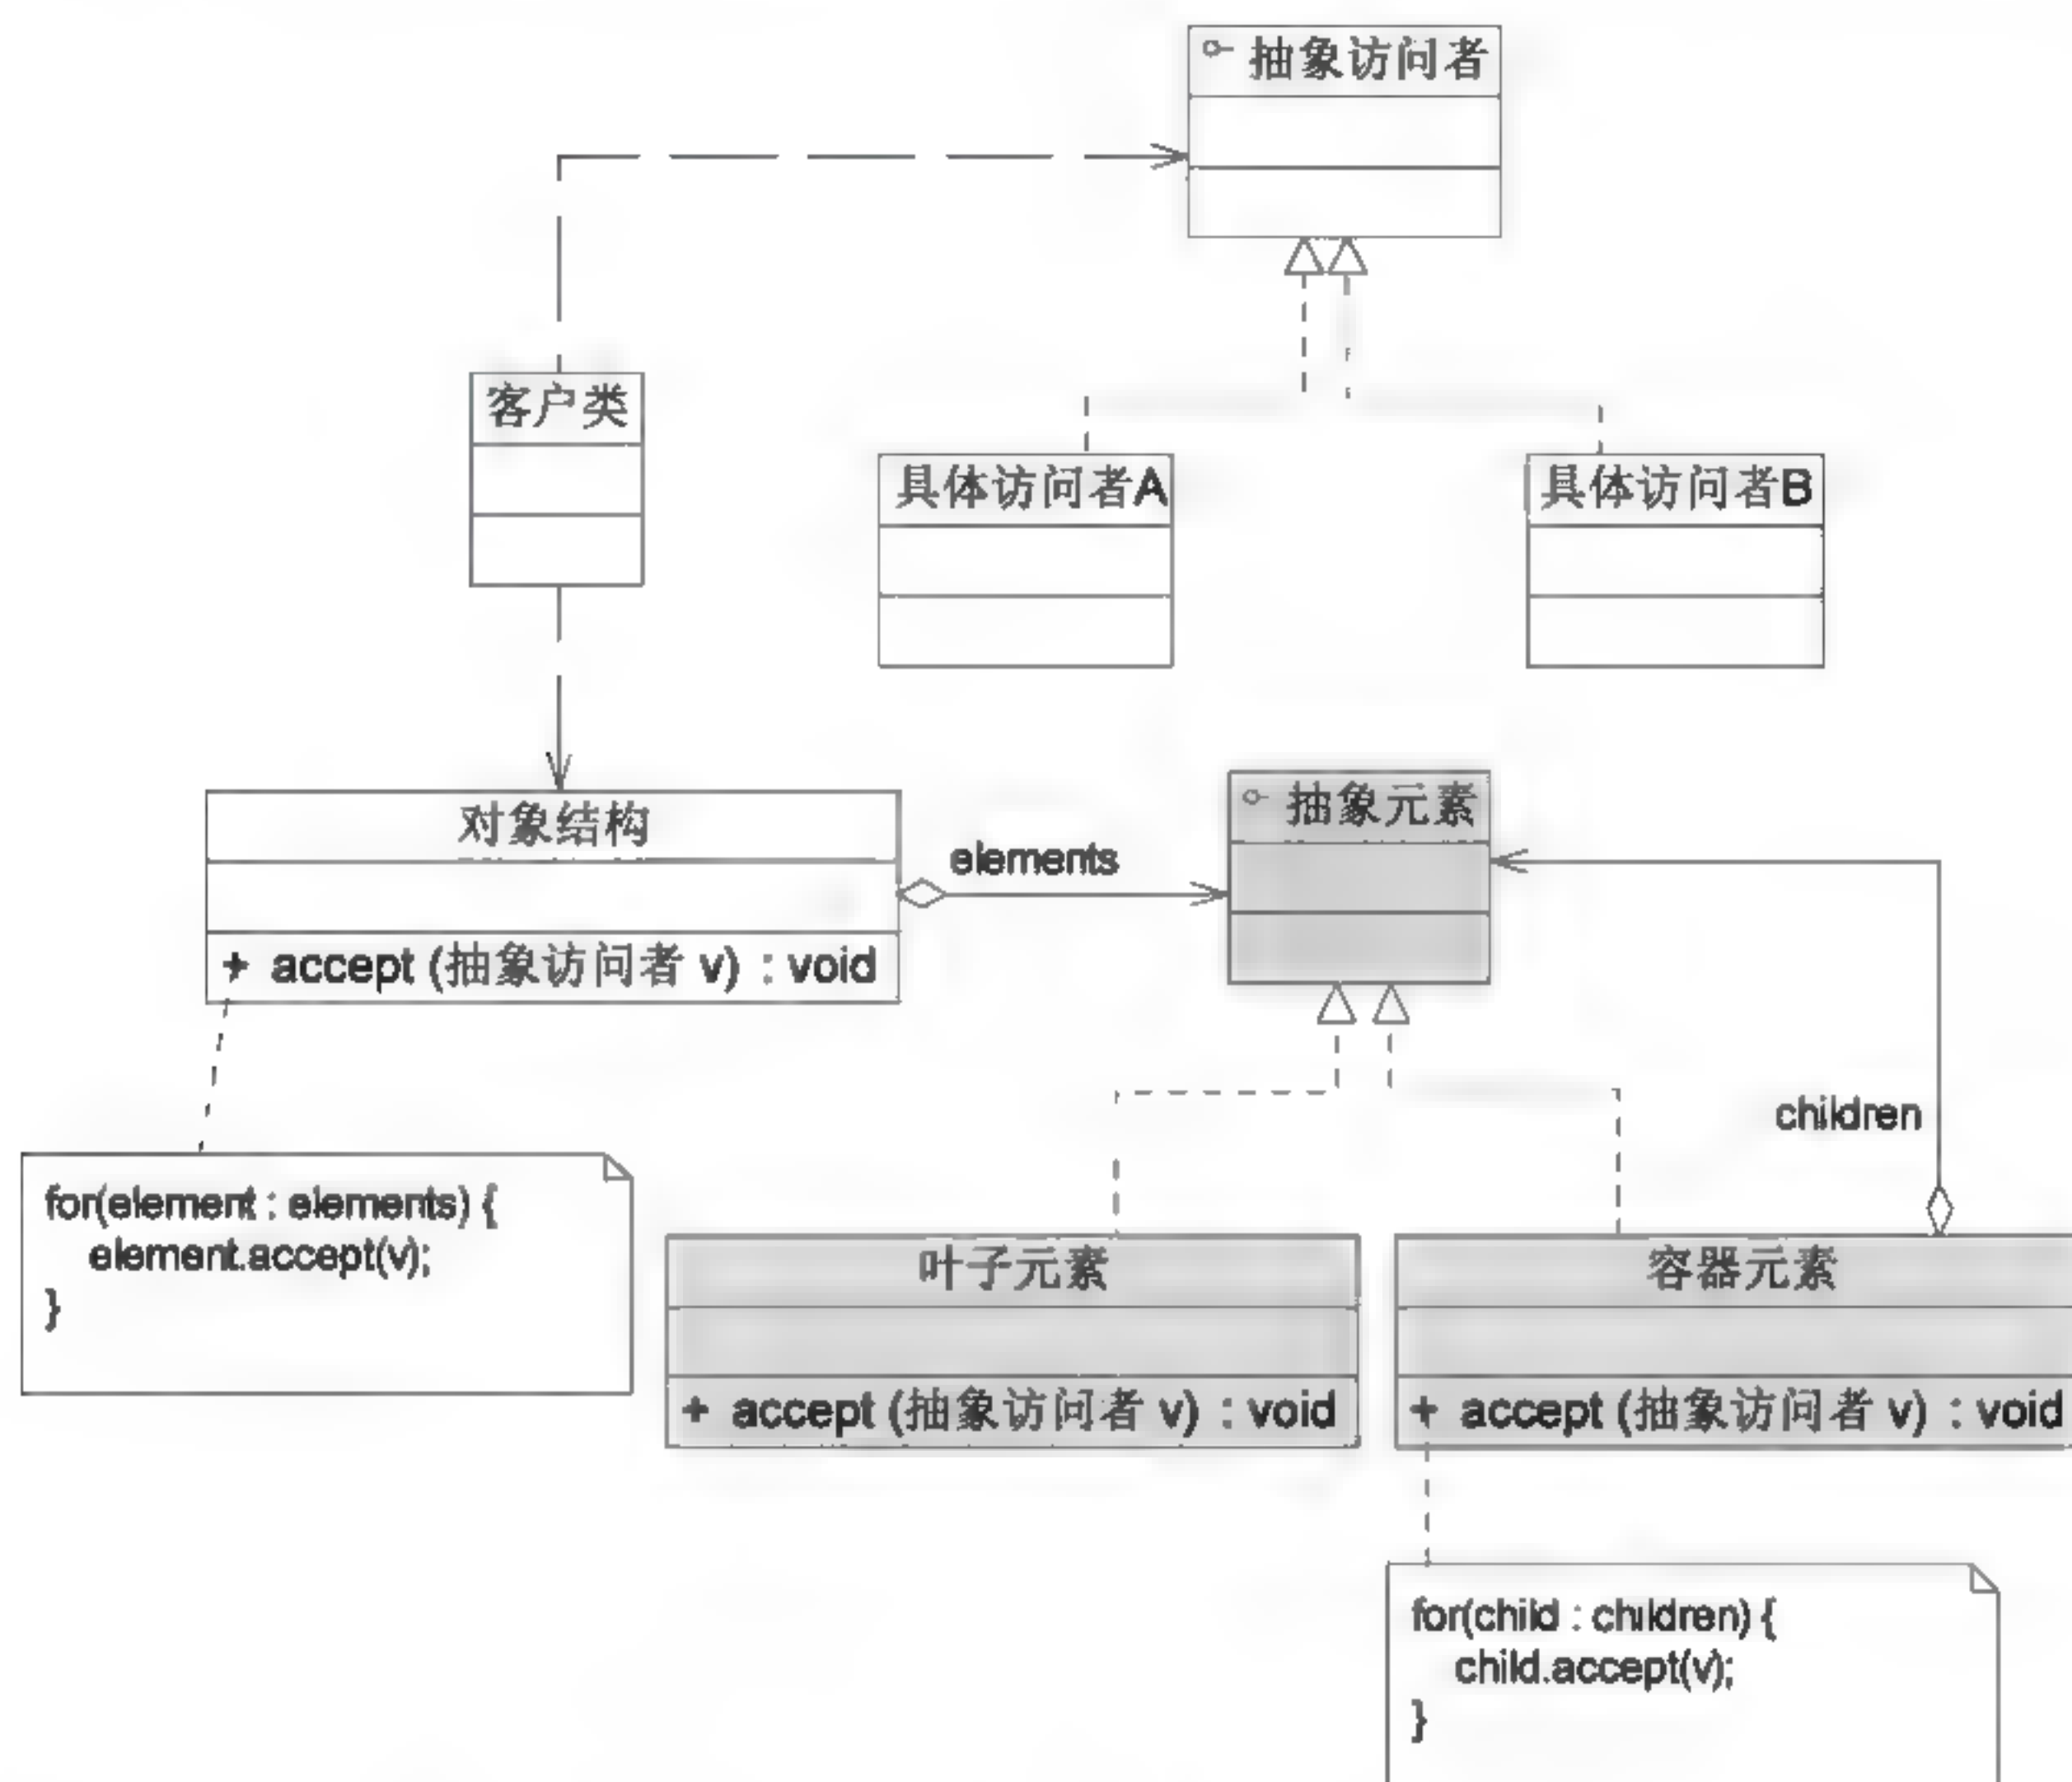 抽象访问者
客户类
具体访问者A
具体访问者B
对象结构
+ accept (抽象访问者 v) : void
elements
抽象元素
children
for(element : elements) {
element.accept(v);
}
叶子元素
+ accept (抽象访问者 v) : void
容器元素
+ accept (抽象访问者 v) : void
for(child : children) {
child.accept(v);
}